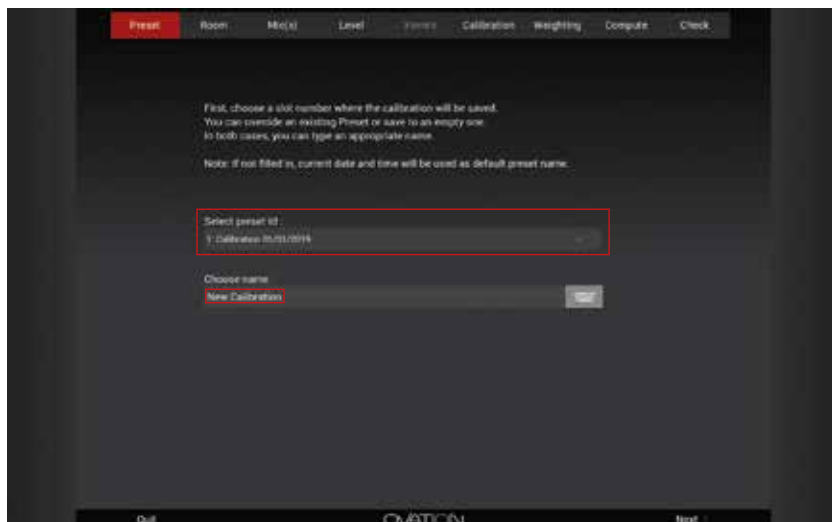 Preset Room Mic(s) Level Calibration Weighting Compute Check
First, choose a slot number where the calibration will be saved.
You can override an existing Preset or save to an empty one.
In both cases, you can type an appropriate name.
Note: if not filled in, current date and time will be used as default preset name.
Select preset id
Calibration
Choose name
New Calibration
Quit OVATION Next